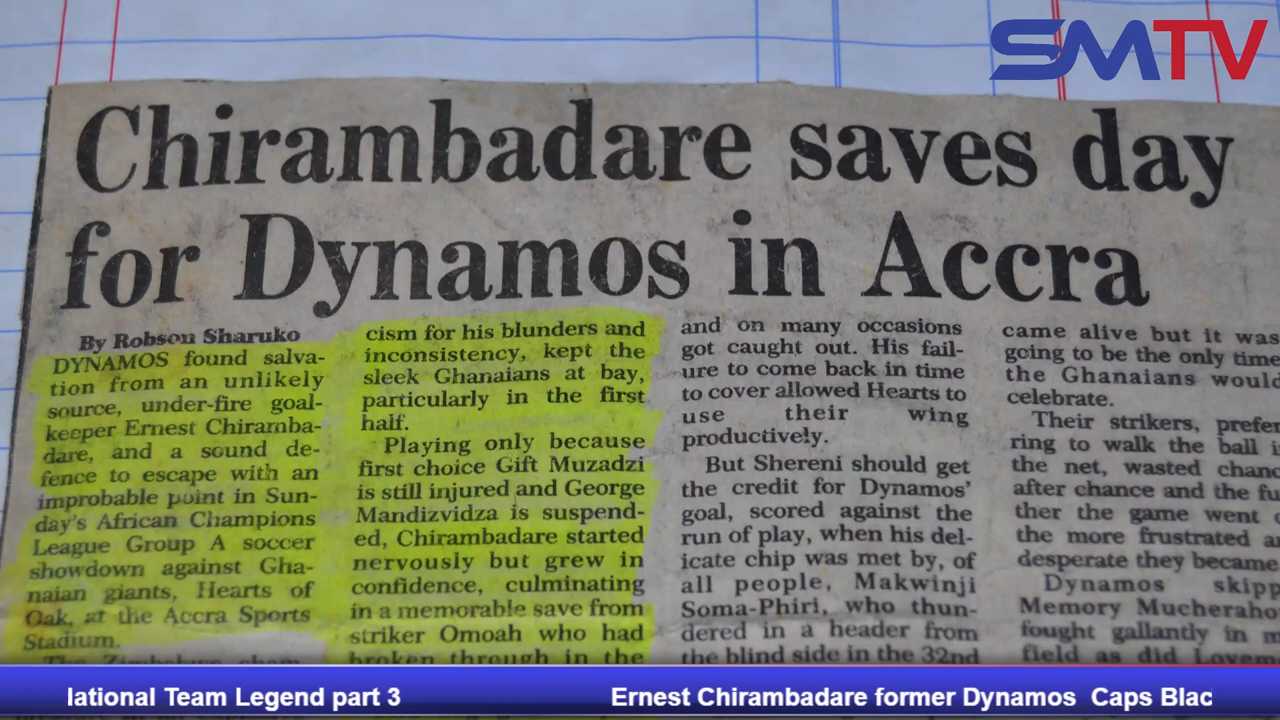 SMTV
Chirambadare saves day
for Dynamos in Accra
By Robson Sharuko
DYNAMOS found salva-
tion from an unlikely
source, under-fire goal-
keeper Ernest Chiramba-
dare, and a sound de-
fence to escape with an
improbable point in Sun-
day's African Champions
League Group A soccer
showdown against Gha-
naian giants, Hearts of
Oak, at the Accra Sports
Stadium.
The Zimbabwe cham-
cism for his blunders and
inconsistency, kept the
sleek Ghanaians at bay,
particularly in the first
half.
Playing only because
first choice Gift Muzadzi
is still injured and George
Mandizvidza is suspend-
ed, Chirambadare started
nervously but grew in
confidence, culminating
in a memorable save from
striker Omoah who had
broken through in the
and on many occasions
got caught out. His fail-
ure to come back in time
to cover allowed Hearts to
use their wing
productively.
But Shereni should get
the credit for Dynamos'
goal, scored against the
run of play, when his del-
icate chip was met by, of
all people, Makwinji
Soma-Phiri, who thun-
dered in a header from
the blind side in the 32nd
came alive but it was
going to be the only time
the Ghanaians would
celebrate.
Their strikers, prefer
ring to walk the ball i
the net, wasted chanc
after chance and the fu
ther the game went
the more frustrated a
desperate they became
Dynamos skipp
Memory Mucheraho
fought gallantly in m
field as did Lovem
lational Team Legend part 3 Ernest Chirambadare former Dynamos Caps Blac